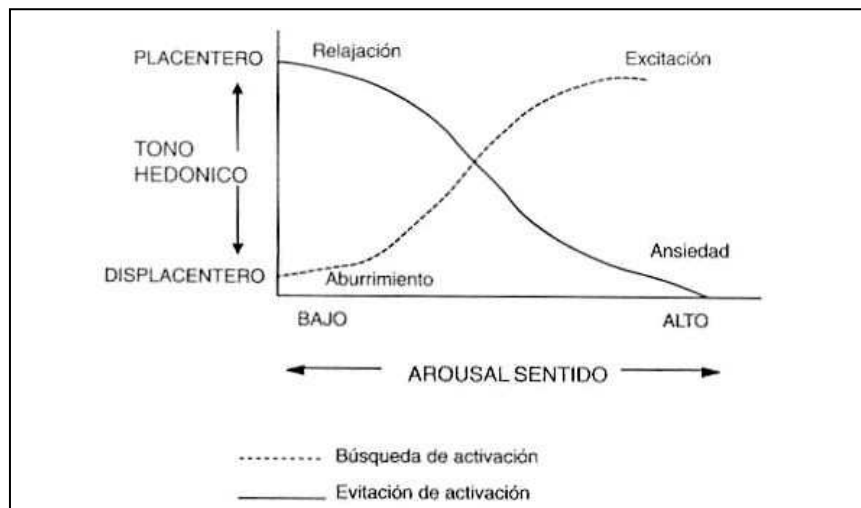 PLACENTERO
Relajación
Excitación
TONO
HEDONICO
Ansiedad
DISPLACENTERO
Aburrimiento
BAJO
ALTO
AROUSAL SENTIDO
Búsqueda de activación
Evitación de activación